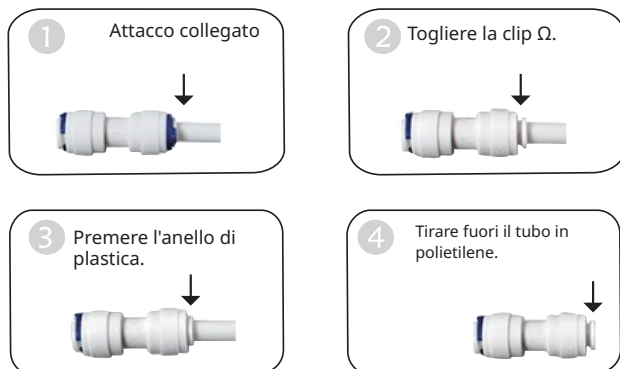 1
Attacco collegato
2
Togliere la clip Ω.
3
Premere l'anello di
plastica.
4
Tirare fuori il tubo in
polietilene.